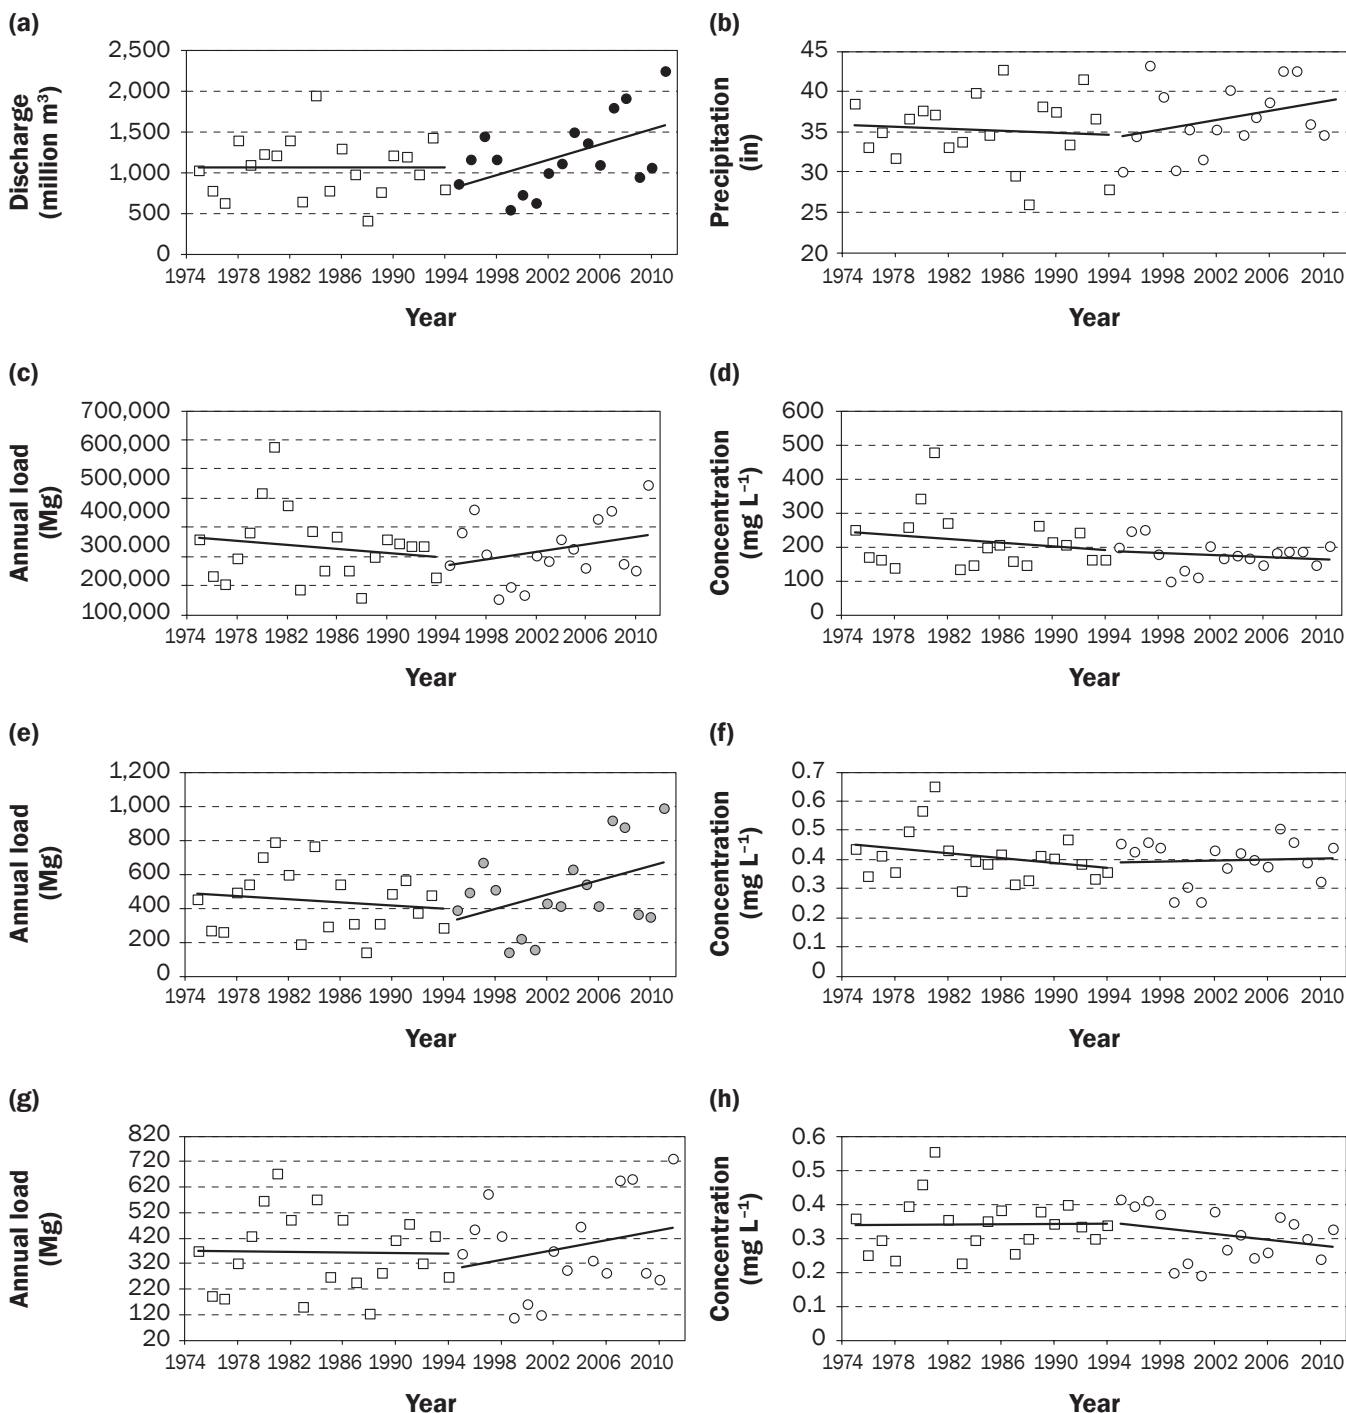 (a)
Discharge
(million m³)
2,500
2,000
1,500
1,000
500
0
1974 1978 1982 1986 1990 1994 1998 2002 2006 2010
Year
(b)
Precipitation
(in)
45
40
35
30
25
20
1974 1978 1982 1986 1990 1994 1998 2002 2006 2010
Year
(c)
Annual load
(Mg)
700,000
600,000
500,000
400,000
300,000
200,000
100,000
1974 1978 1982 1986 1990 1994 1998 2002 2006 2010
Year
(d)
Concentration
(mg L⁻¹)
600
500
400
300
200
100
0
1974 1978 1982 1986 1990 1994 1998 2002 2006 2010
Year
(e)
Annual load
(Mg)
1,200
1,000
800
600
400
200
0
1974 1978 1982 1986 1990 1994 1998 2002 2006 2010
Year
(f)
Concentration
(mg L⁻¹)
0.7
0.6
0.5
0.4
0.3
0.2
0.1
0
1974 1978 1982 1986 1990 1994 1998 2002 2006 2010
Year
(g)
Annual load
(Mg)
820
720
620
520
420
320
220
120
20
1974 1978 1982 1986 1990 1994 1998 2002 2006 2010
Year
(h)
Concentration
(mg L⁻¹)
0.6
0.5
0.4
0.3
0.2
0.1
0
1974 1978 1982 1986 1990 1994 1998 2002 2006 2010
Year